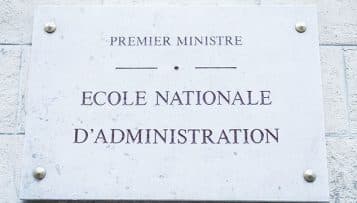 PREMIER MINISTRE
ECOLE NATIONALE
D'ADMINISTRATION